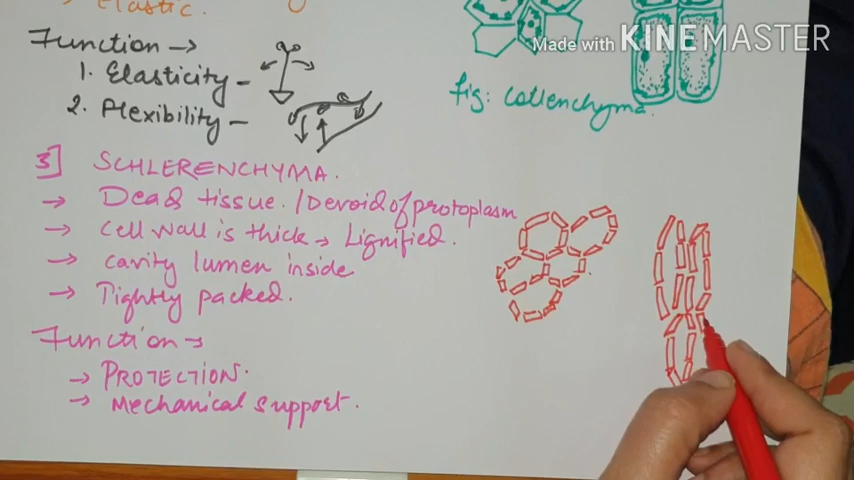 Elastic.
Function →
1. Elasticity -
2. Flexibility -
Made with KINEMASTER
fig: collenchyma.
3] SCHLERENCHYMA.
→ Dead tissue. /Devoid of protoplasm
→ cell wall is thick → Lignified.
→ cavity lumen inside
→ Tightly packed.
Function →
→ PROTECTION.
→ Mechanical support.